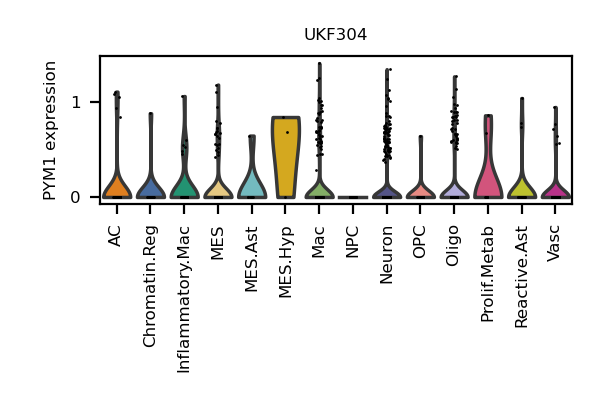 UKF304
PYM1 expression
1
0
AC
Chromatin.Reg
Inflammatory.Mac
MES
MES.Ast
MES.Hyp
Mac
NPC
Neuron
OPC
Oligo
Prolif.Metab
Reactive.Ast
Vasc